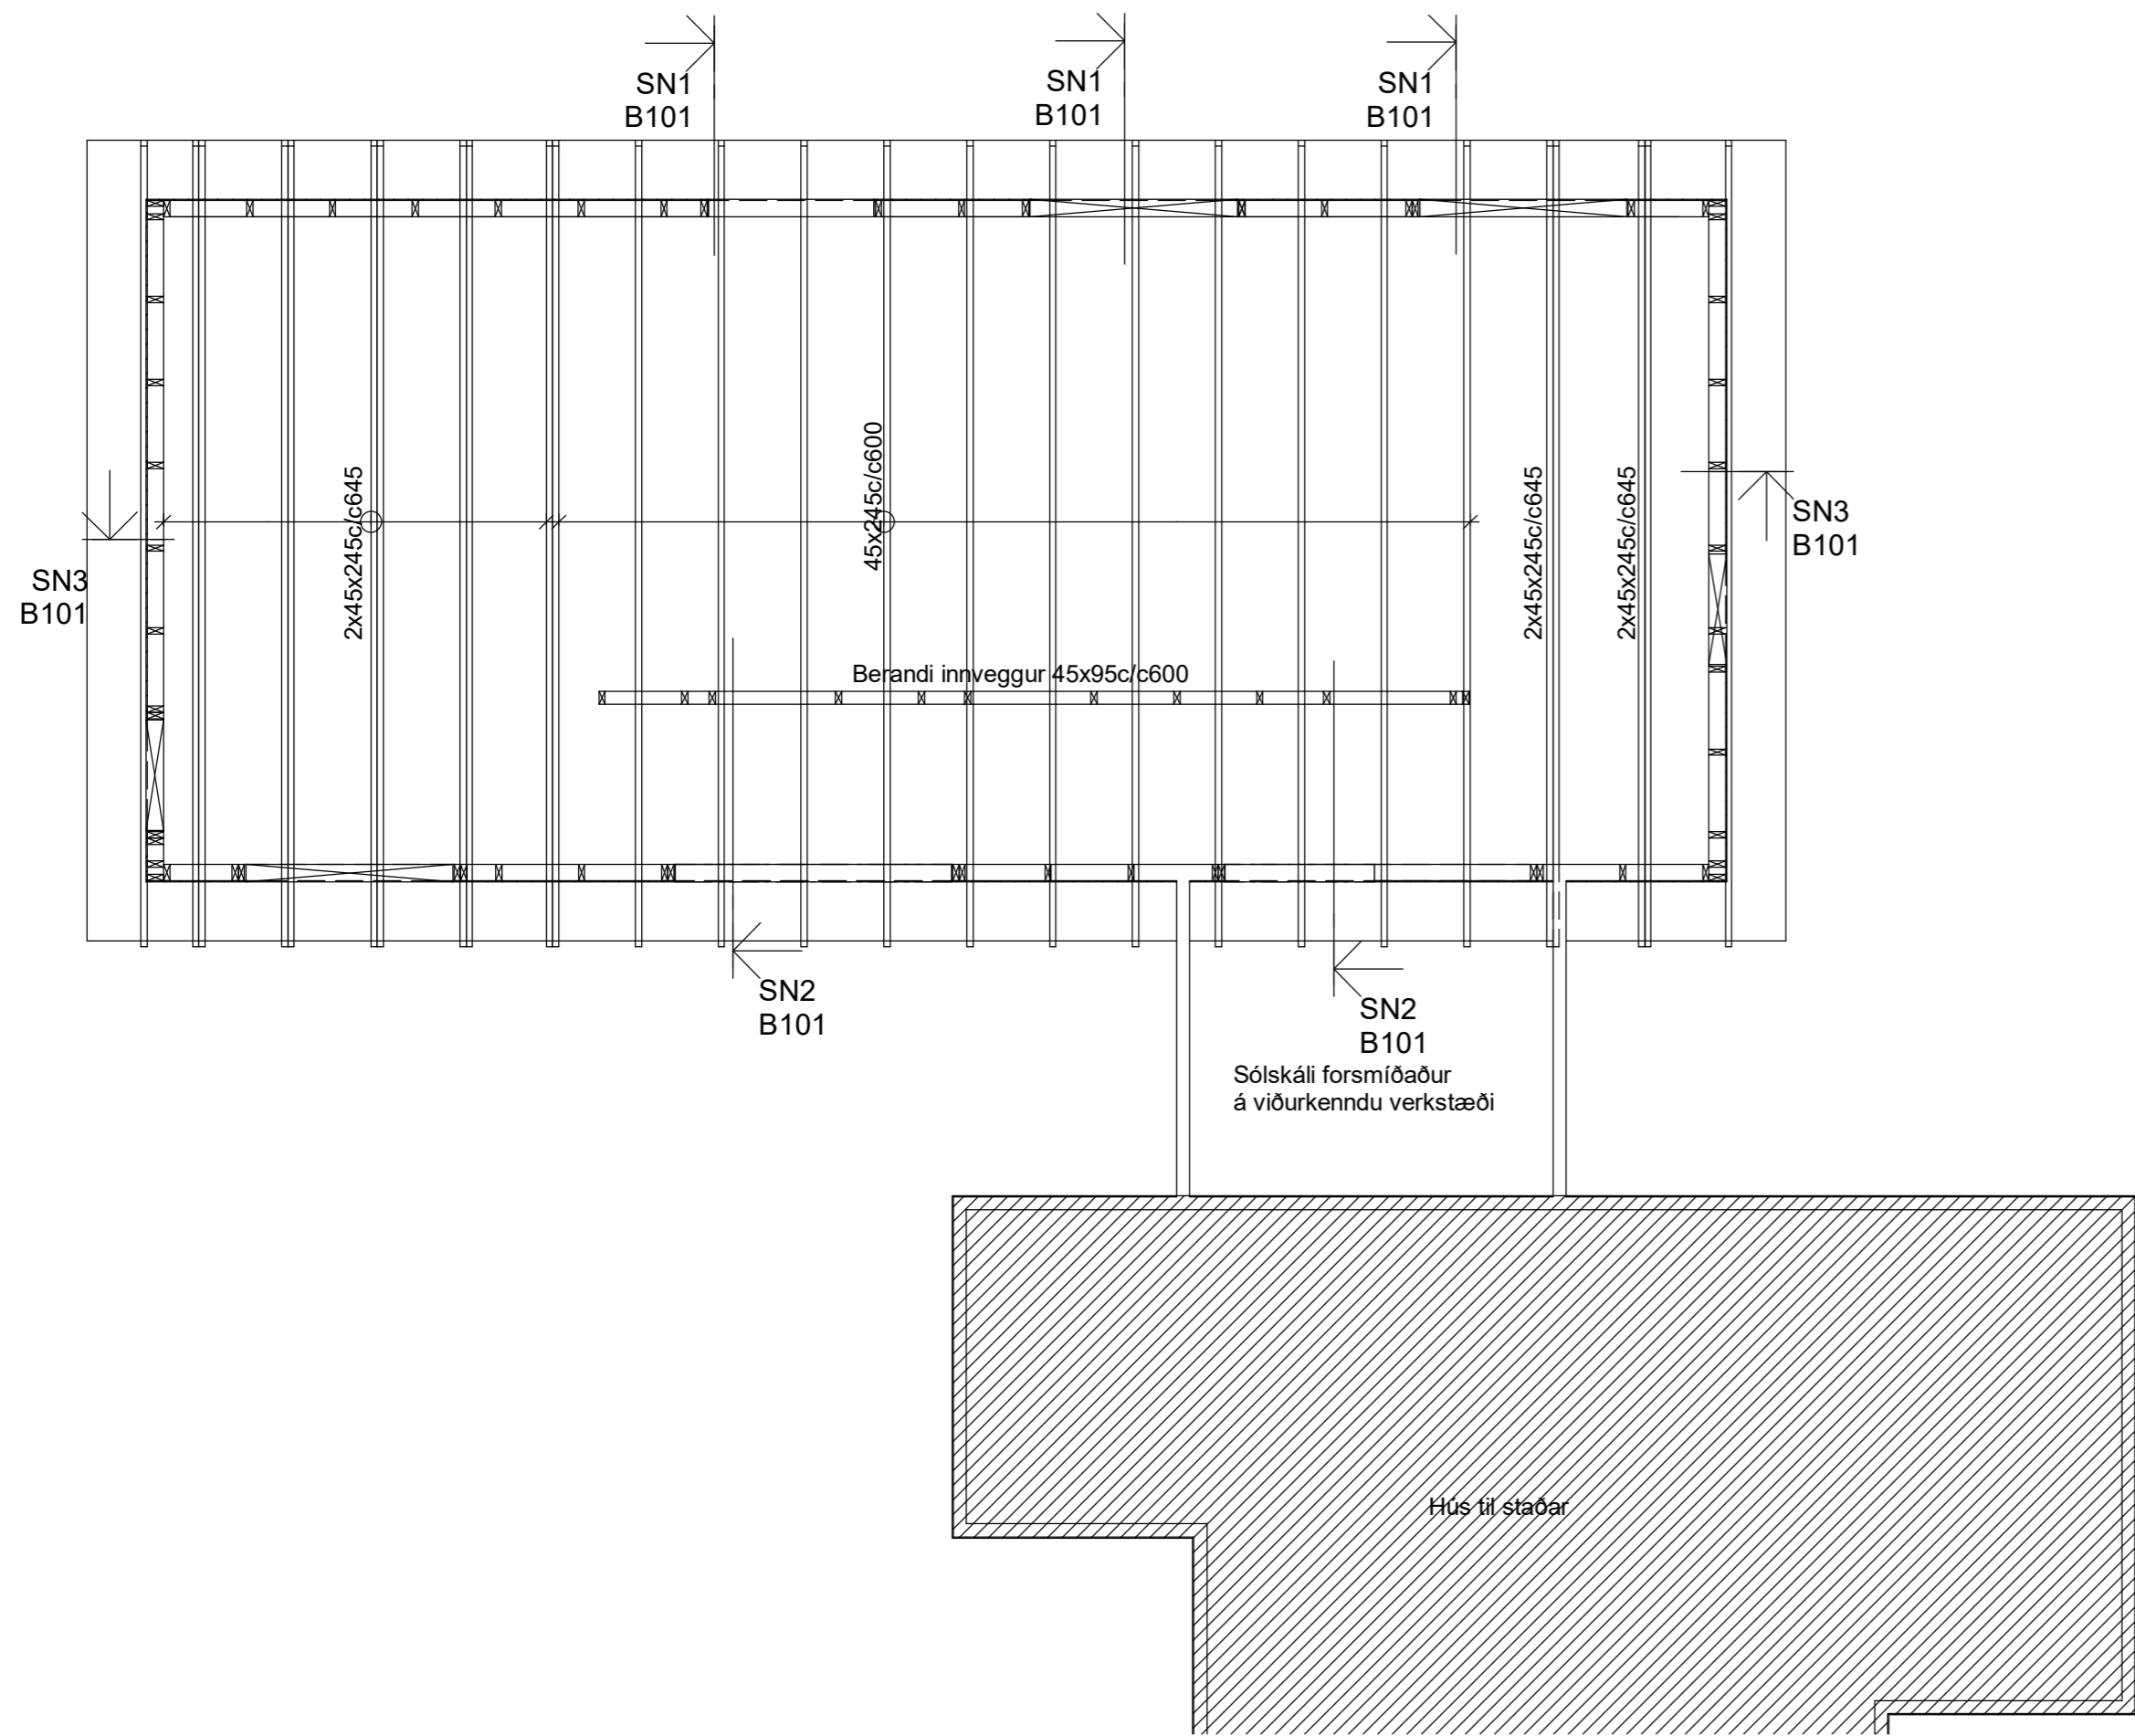 SN1
B101
SN1
B101
SN1
B101
2x45x245c/c645
45x245c/c600
2x45x245c/c645
2x45x245c/c645
SN3
B101
SN3
B101
Berandi innveggur 45x95c/c600
SN2
B101
SN2
B101
Sólskáli forsmíðaður
á viðurkenndu verkstæði
Hús til staðar